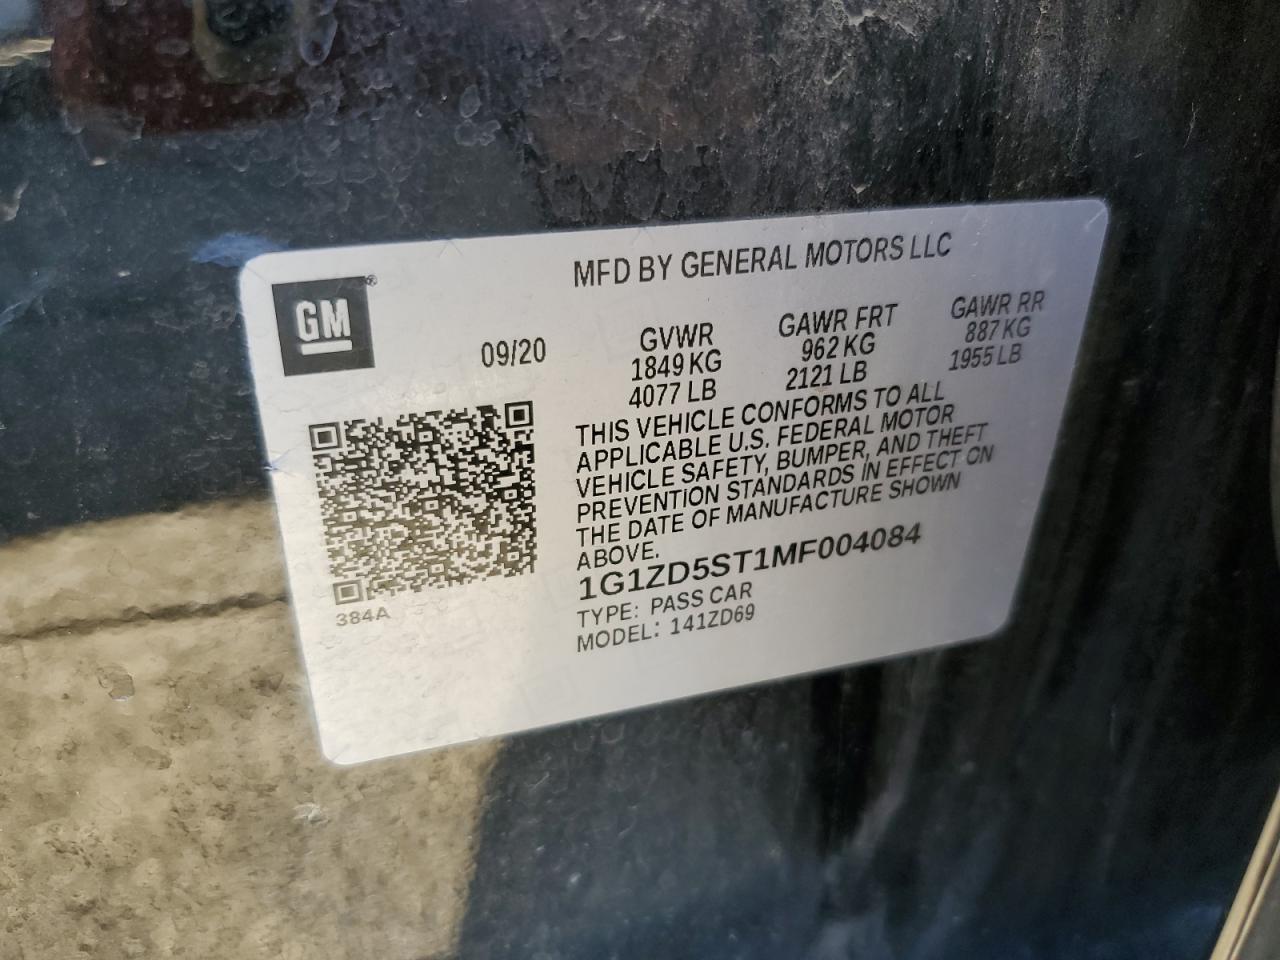 MFD BY GENERAL MOTORS LLC
GM®
09/20
GVWR
1849 KG
4077 LB
GAWR FRT
962 KG
2121 LB
GAWR RR
887 KG
1955 LB
THIS VEHICLE CONFORMS TO ALL
APPLICABLE U.S. FEDERAL MOTOR
VEHICLE SAFETY, BUMPER, AND THEFT
PREVENTION STANDARDS IN EFFECT ON
THE DATE OF MANUFACTURE SHOWN
ABOVE.
1G1ZD5ST1MF004084
TYPE: PASS CAR
MODEL: 141ZD69
384A